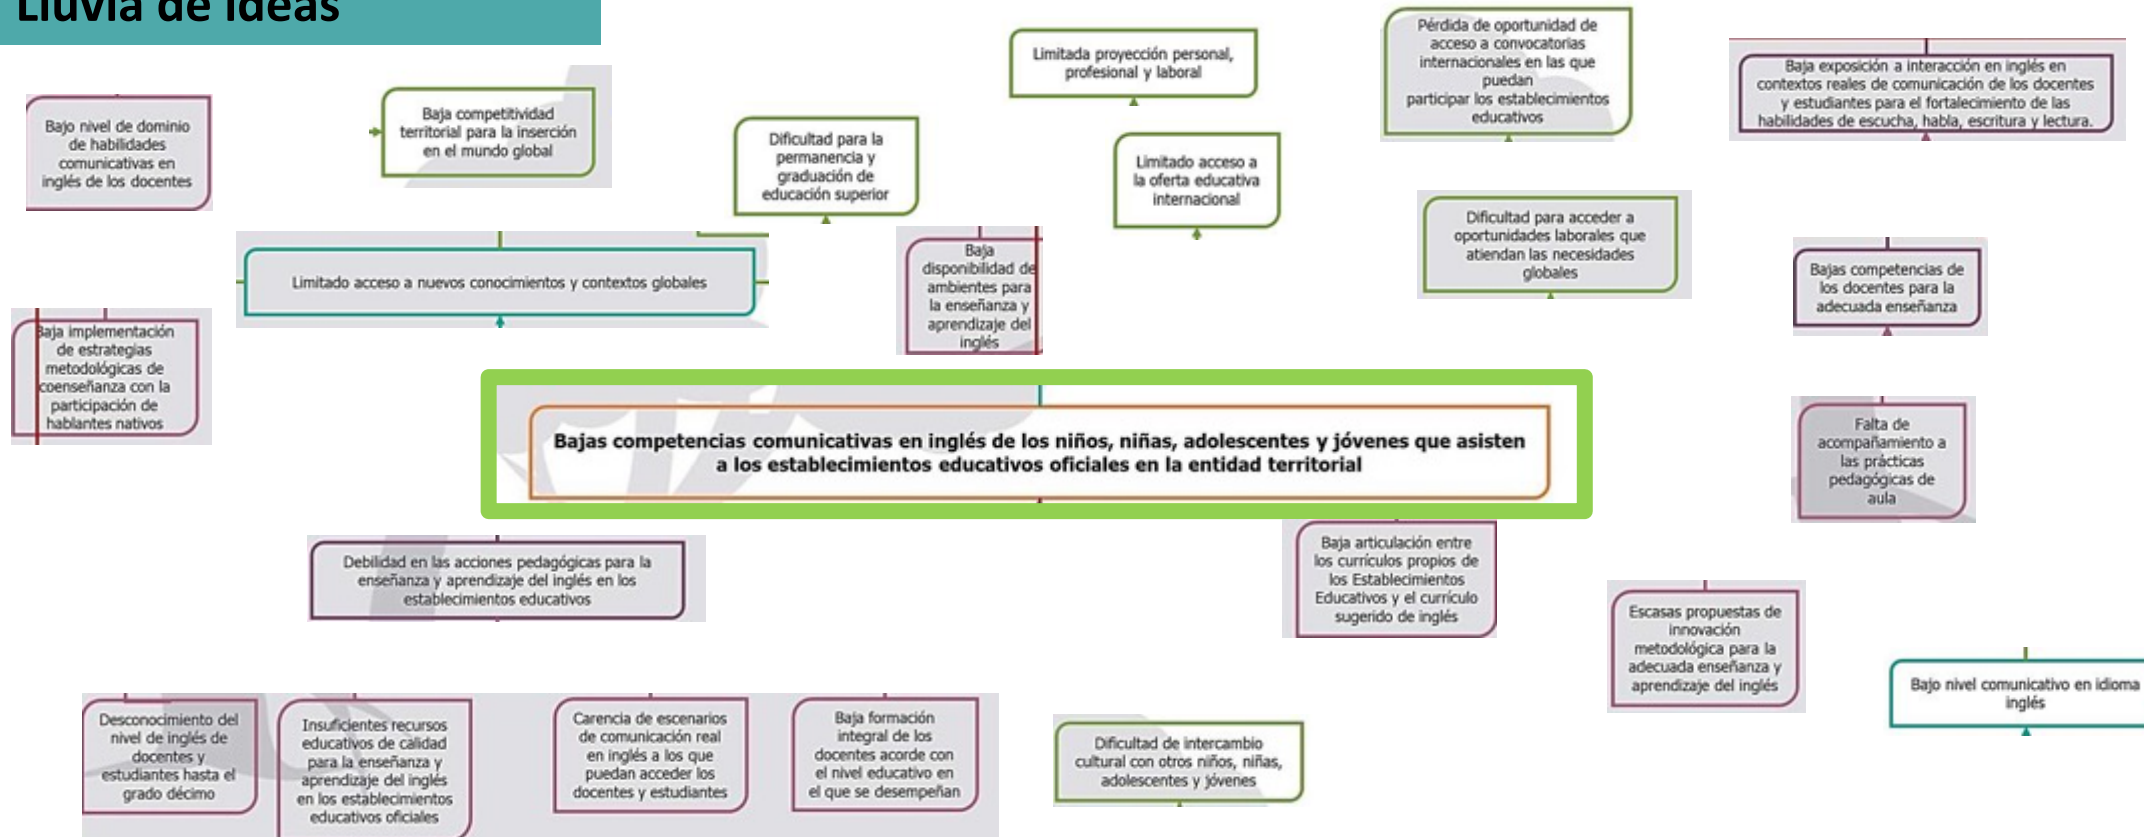 Lluvia de ideas
Limitada proyección personal,
profesional y laboral
Pérdida de oportunidad de
acceso a convocatorias
internacionales en las que
puedan
participar los establecimientos
educativos
Baja exposición a interacción en inglés en
contextos reales de comunicación de los docentes
y estudiantes para el fortalecimiento de las
habilidades de escucha, habla, escritura y lectura.
Bajo nivel de dominio
de habilidades
comunicativas en
inglés de los docentes
Baja competitividad
territorial para la inserción
en el mundo global
Dificultad para la
permanencia y
graduación de
educación superior
Limitado acceso a
la oferta educativa
internacional
Dificultad para acceder a
oportunidades laborales que
atiendan las necesidades
globales
Limitado acceso a nuevos conocimientos y contextos globales
Baja
disponibilidad de
ambientes para
la enseñanza y
aprendizaje del
inglés
Bajas competencias de
los docentes para la
adecuada enseñanza
Baja implementación
de estrategias
metodológicas de
coenseñanza con la
participación de
hablantes nativos
Bajas competencias comunicativas en inglés de los niños, niñas, adolescentes y jóvenes que asisten
a los establecimientos educativos oficiales en la entidad territorial
Falta de
acompañamiento a
las prácticas
pedagógicas de
aula
Debilidad en las acciones pedagógicas para la
enseñanza y aprendizaje del inglés en los
establecimientos educativos
Baja articulación entre
los currículos propios de
los Establecimientos
Educativos y el currículo
sugerido de inglés
Escasas propuestas de
innovación
metodológica para la
adecuada enseñanza y
aprendizaje del inglés
Bajo nivel comunicativo en idioma
inglés
Desconocimiento del
nivel de inglés de
docentes y
estudiantes hasta el
grado décimo
Insuficientes recursos
educativos de calidad
para la enseñanza y
aprendizaje del inglés
en los establecimientos
educativos oficiales
Carencia de escenarios
de comunicación real
en inglés a los que
puedan acceder los
docentes y estudiantes
Baja formación
integral de los
docentes acorde con
el nivel educativo en
el que se desempeñan
Dificultad de intercambio
cultural con otros niños, niñas,
adolescentes y jóvenes